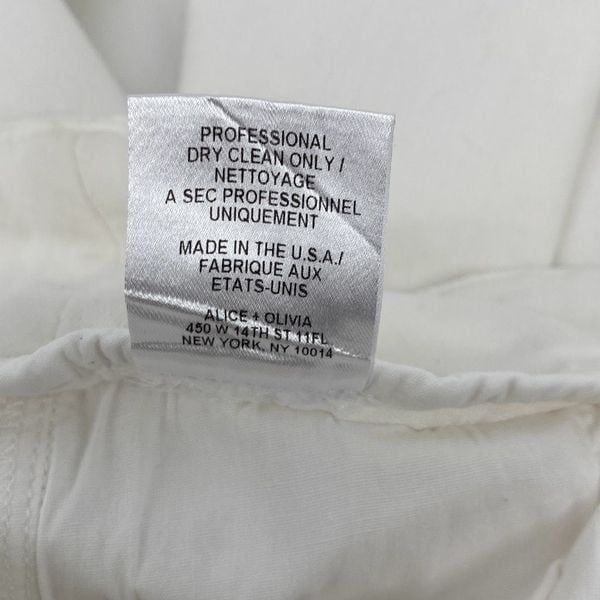 PROFESSIONAL
DRY CLEAN ONLY /
NETTOYAGE
A SEC PROFESSIONNEL
UNIQUEMENT
MADE IN THE U.S.A./
FABRIQUE AUX
ETATS-UNIS
ALICE + OLIVIA
450 W 14TH ST 11FL
NEW YORK, NY 10014